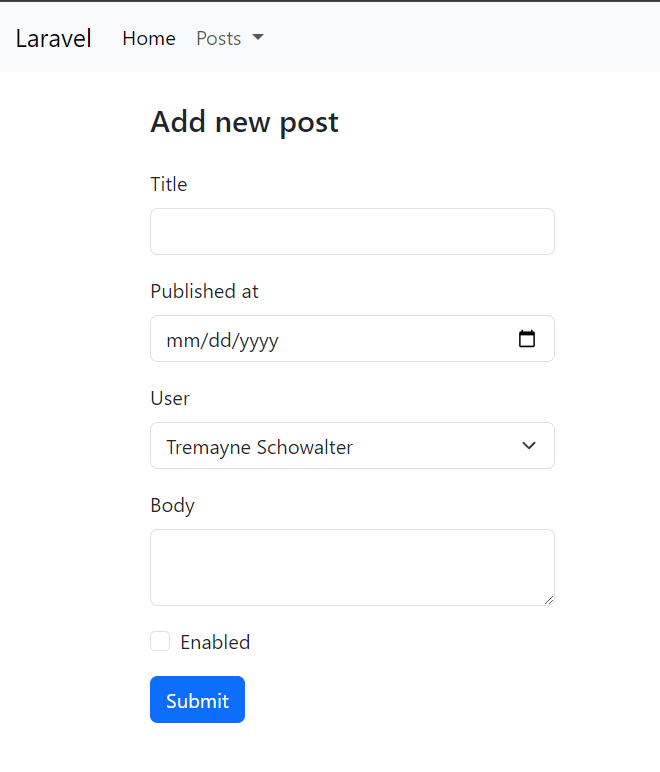 Laravel Home Posts
Add new post
Title
Published at
mm/dd/yyyy
User
Tremayne Schowalter
Body
Enabled
Submit